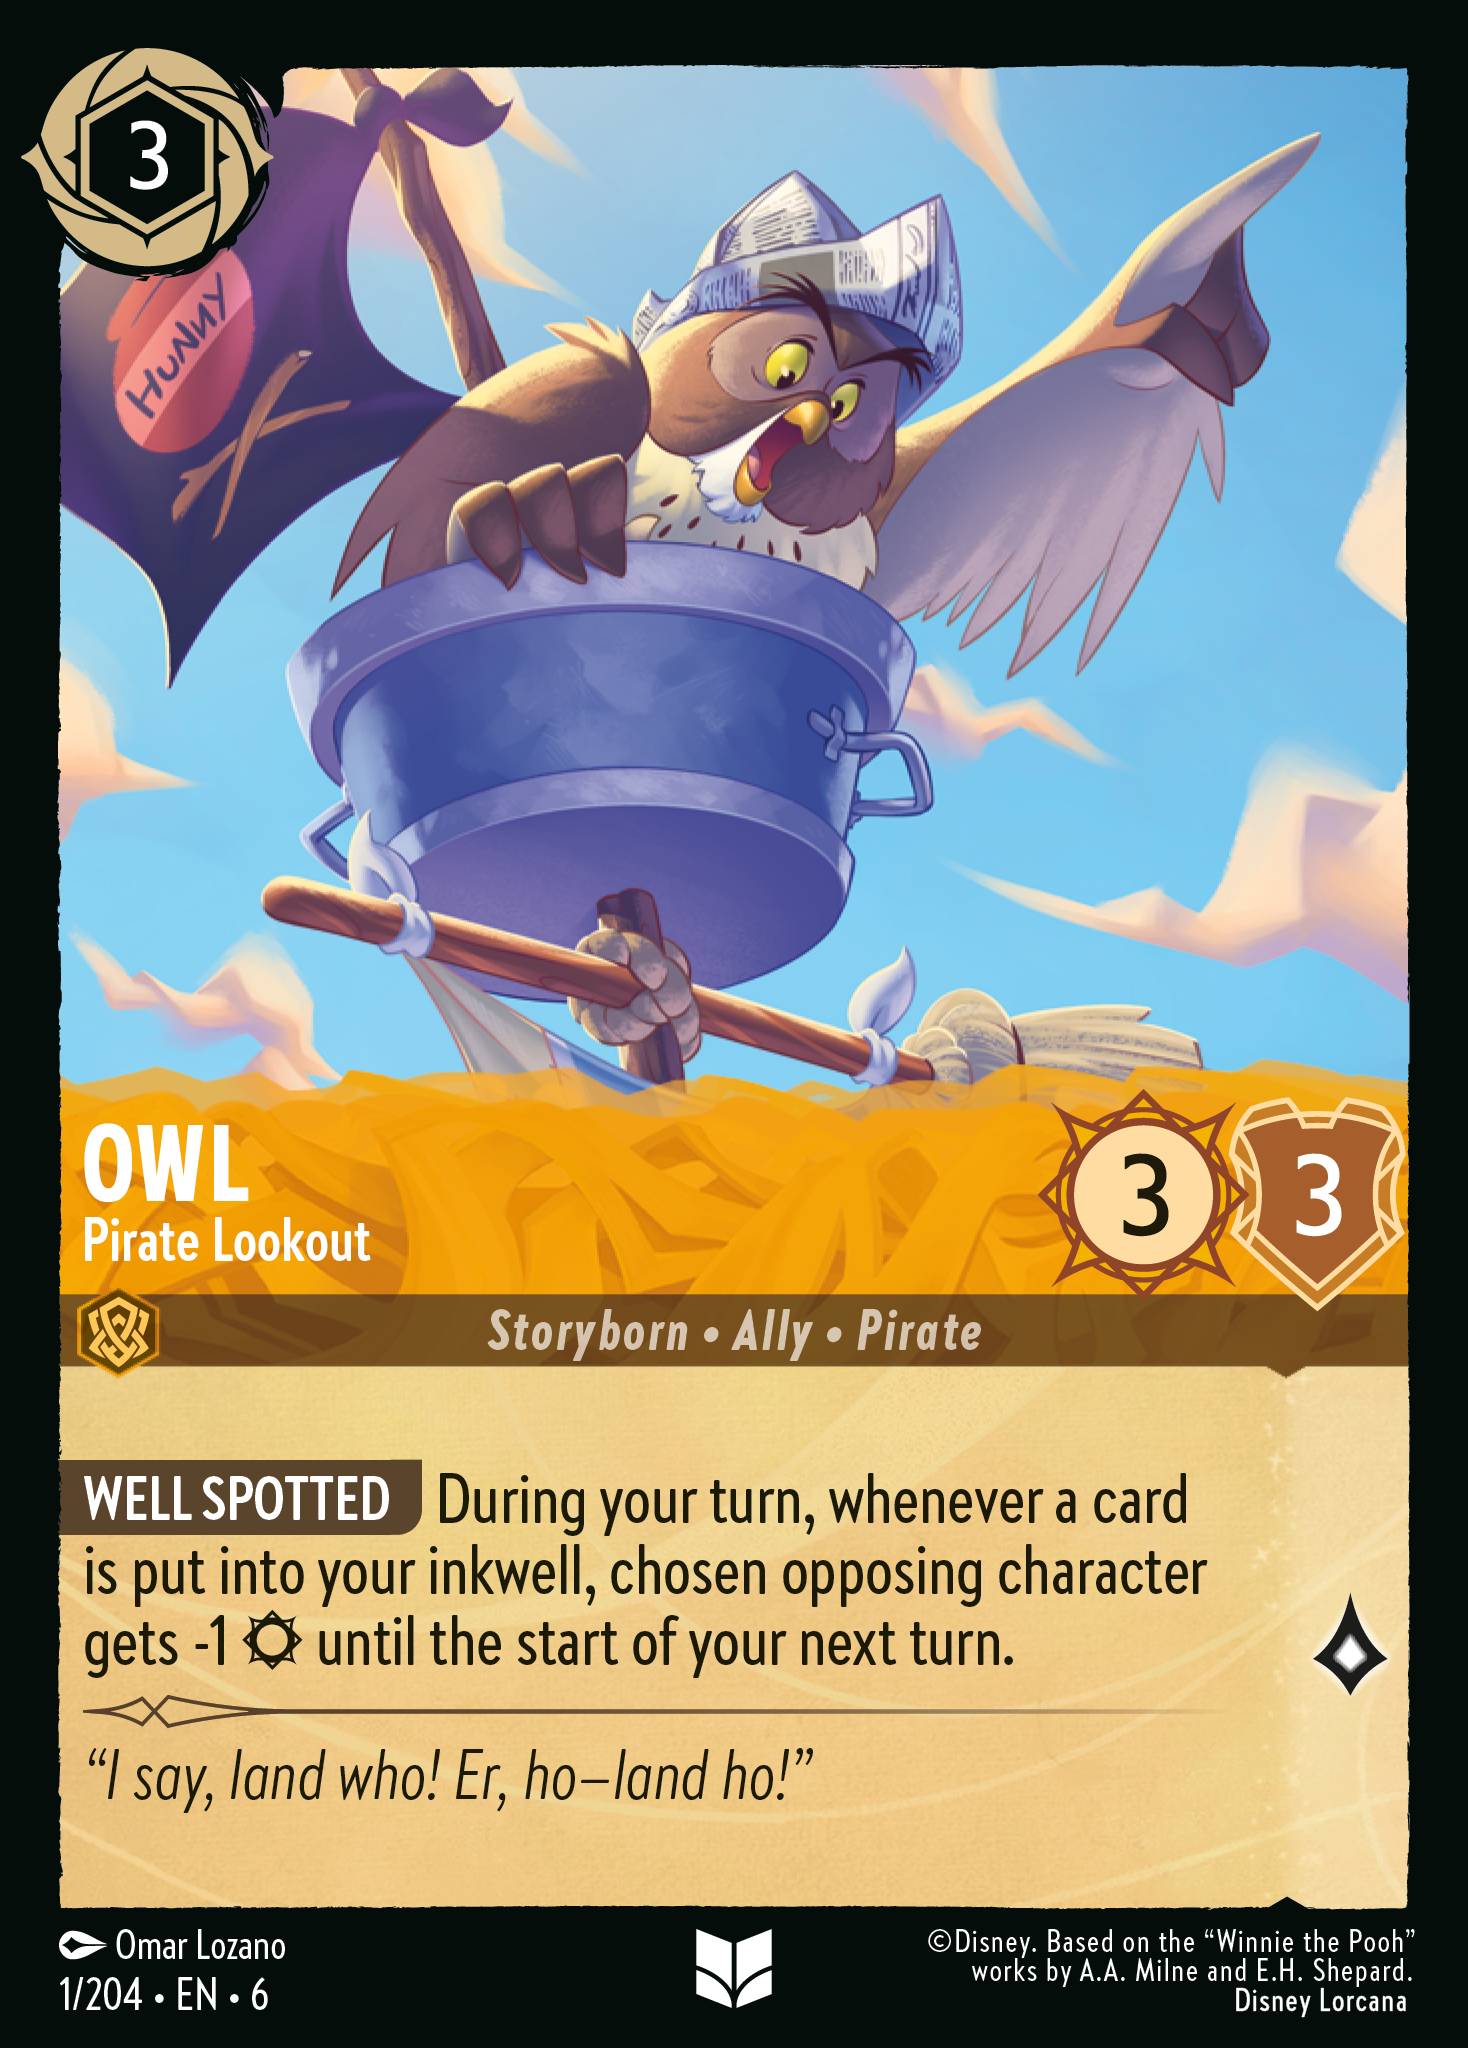 3
HUNNY
OWL
Pirate Lookout
3
3
Storyborn • Ally • Pirate
WELL SPOTTED During your turn, whenever a card
is put into your inkwell, chosen opposing character
gets -1 until the start of your next turn.
“I say, land who! Er, ho—land ho!”
Omar Lozano
1/204 • EN • 6
©Disney. Based on the “Winnie the Pooh”
works by A.A. Milne and E.H. Shepard.
Disney Lorcana